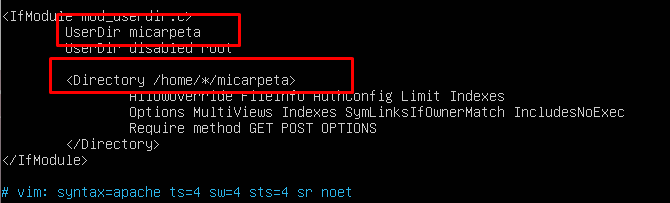 <IfModule mod_userdir.c>
UserDir micarpeta
UserDir disabled root
<Directory /home/*/micarpeta>
AllowOverride FileInfo AuthConfig Limit Indexes
Options MultiViews Indexes SymLinksIfOwnerMatch IncludesNoExec
Require method GET POST OPTIONS
</Directory>
</IfModule>
# vim: syntax=apache ts=4 sw=4 sts=4 sr noet